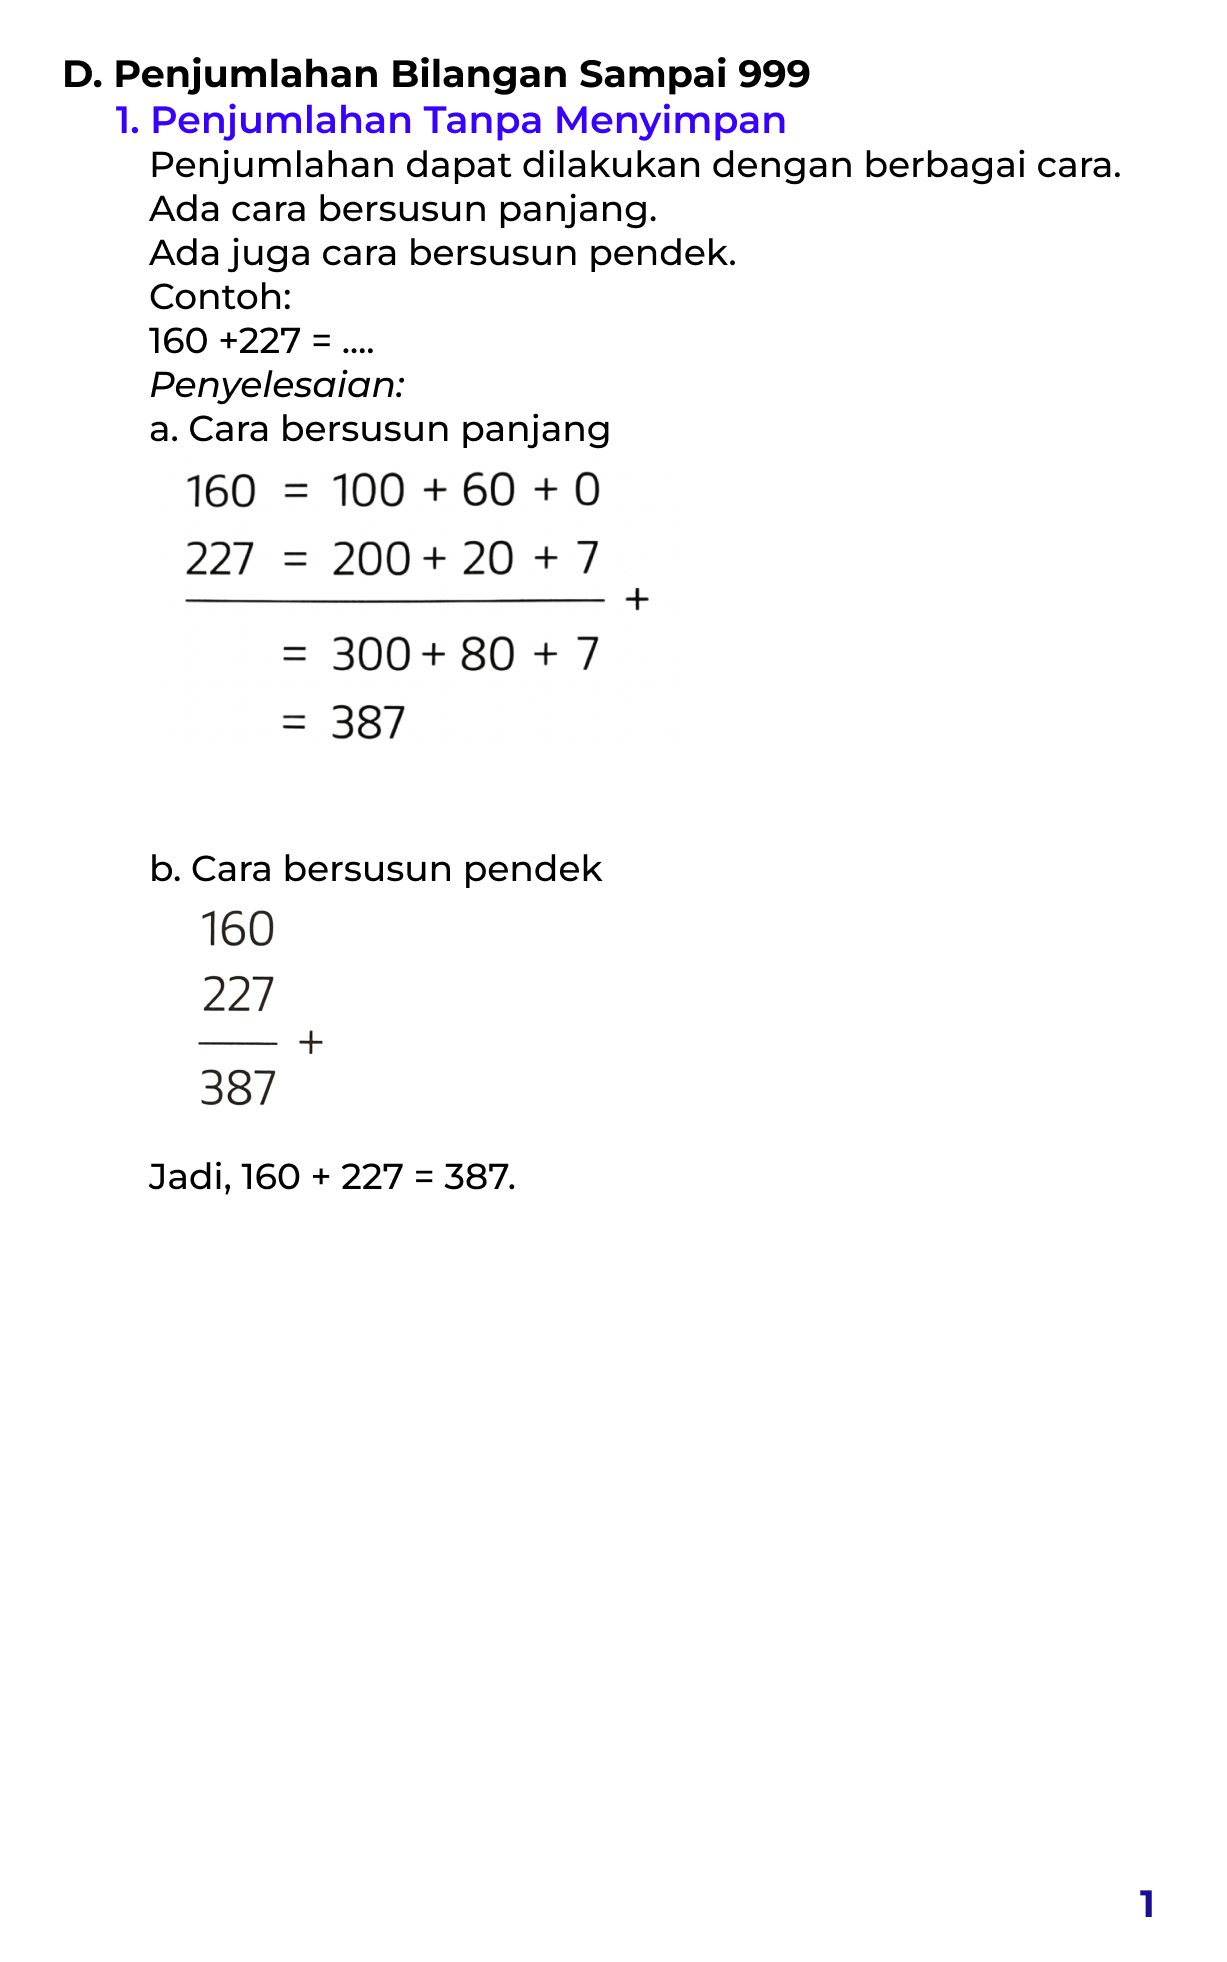 D. Penjumlahan Bilangan Sampai 999
1. Penjumlahan Tanpa Menyimpan
Penjumlahan dapat dilakukan dengan berbagai cara.
Ada cara bersusun panjang.
Ada juga cara bersusun pendek.
Contoh:
160 +227 = ....
Penyelesaian:
a. Cara bersusun panjang
160 = 100 + 60 + 0
227 = 200 + 20 + 7
+
= 300 + 80 + 7
= 387
b. Cara bersusun pendek
160
227
+
387
Jadi, 160 + 227 = 387.
1